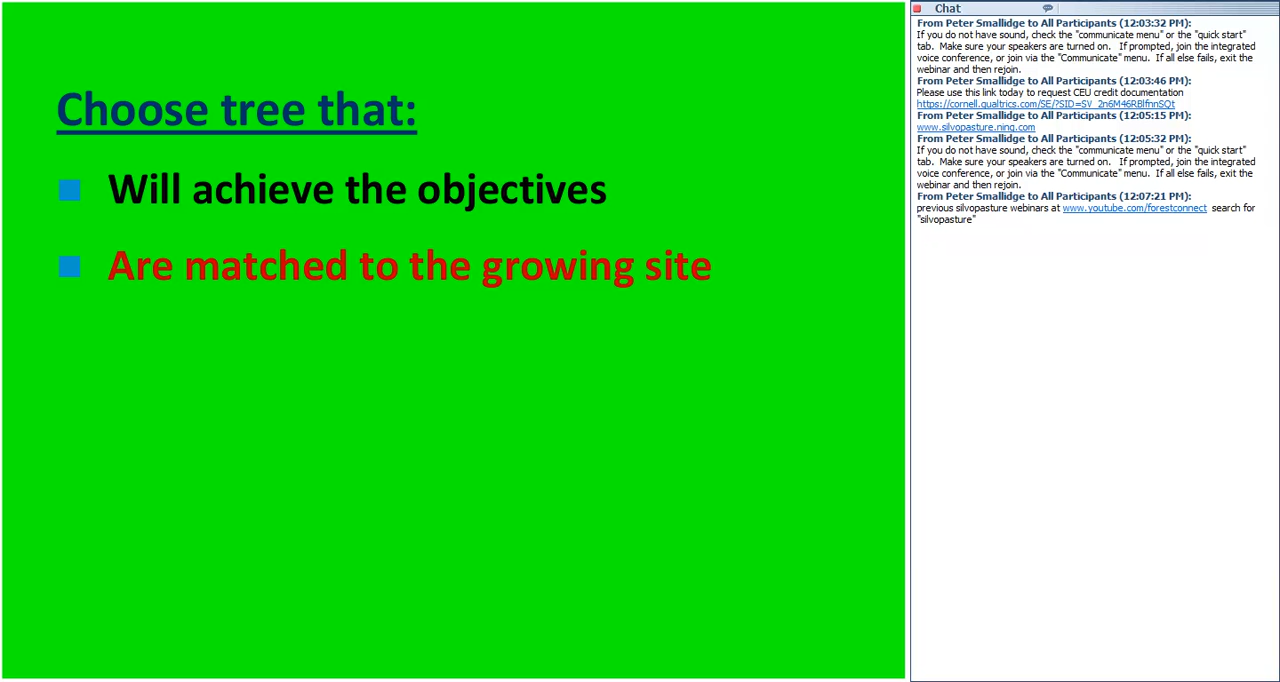 Choose tree that:
Will achieve the objectives
Are matched to the growing site
Chat
From Peter Smallidge to All Participants (12:03:32 PM):
If you do not have sound, check the "communicate menu" or the "quick start"
tab. Make sure your speakers are turned on. If prompted, join the integrated
voice conference, or join via the "Communicate" menu. If all else fails, exit the
webinar and then rejoin.
From Peter Smallidge to All Participants (12:03:46 PM):
Please use this link today to request CEU credit documentation
https://cornell.qualtrics.com/SE/?SID=SV_2n6M46RBlfnnSQt
From Peter Smallidge to All Participants (12:05:15 PM):
www.silvopasture.ning.com
From Peter Smallidge to All Participants (12:05:32 PM):
If you do not have sound, check the "communicate menu" or the "quick start"
tab. Make sure your speakers are turned on. If prompted, join the integrated
voice conference, or join via the "Communicate" menu. If all else fails, exit the
webinar and then rejoin.
From Peter Smallidge to All Participants (12:07:21 PM):
previous silvopasture webinars at www.youtube.com/forestconnect search for
"silvopasture"